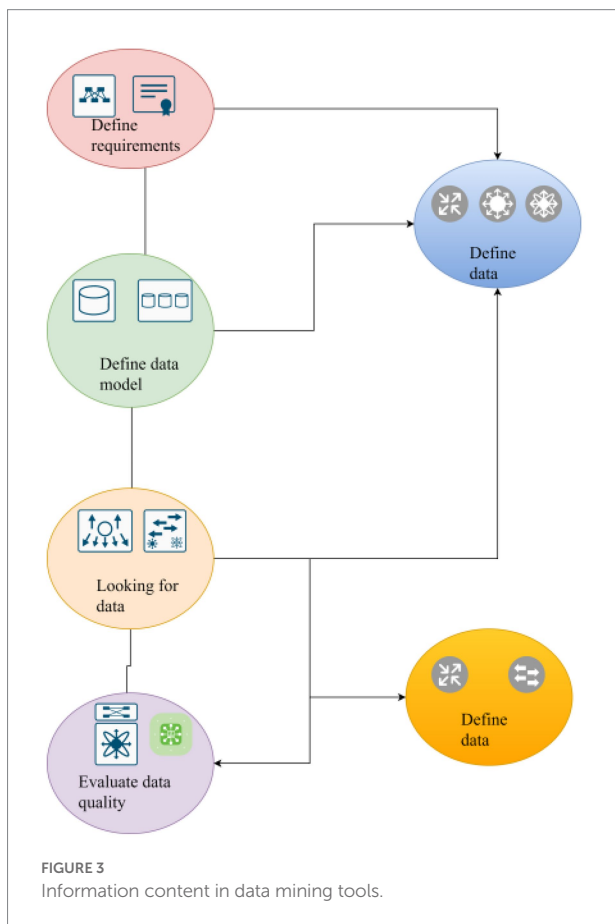 Define
requirements
Define
data
Define data
model
Looking for
data
Define
data
Evaluate data
quality
FIGURE 3
Information content in data mining tools.